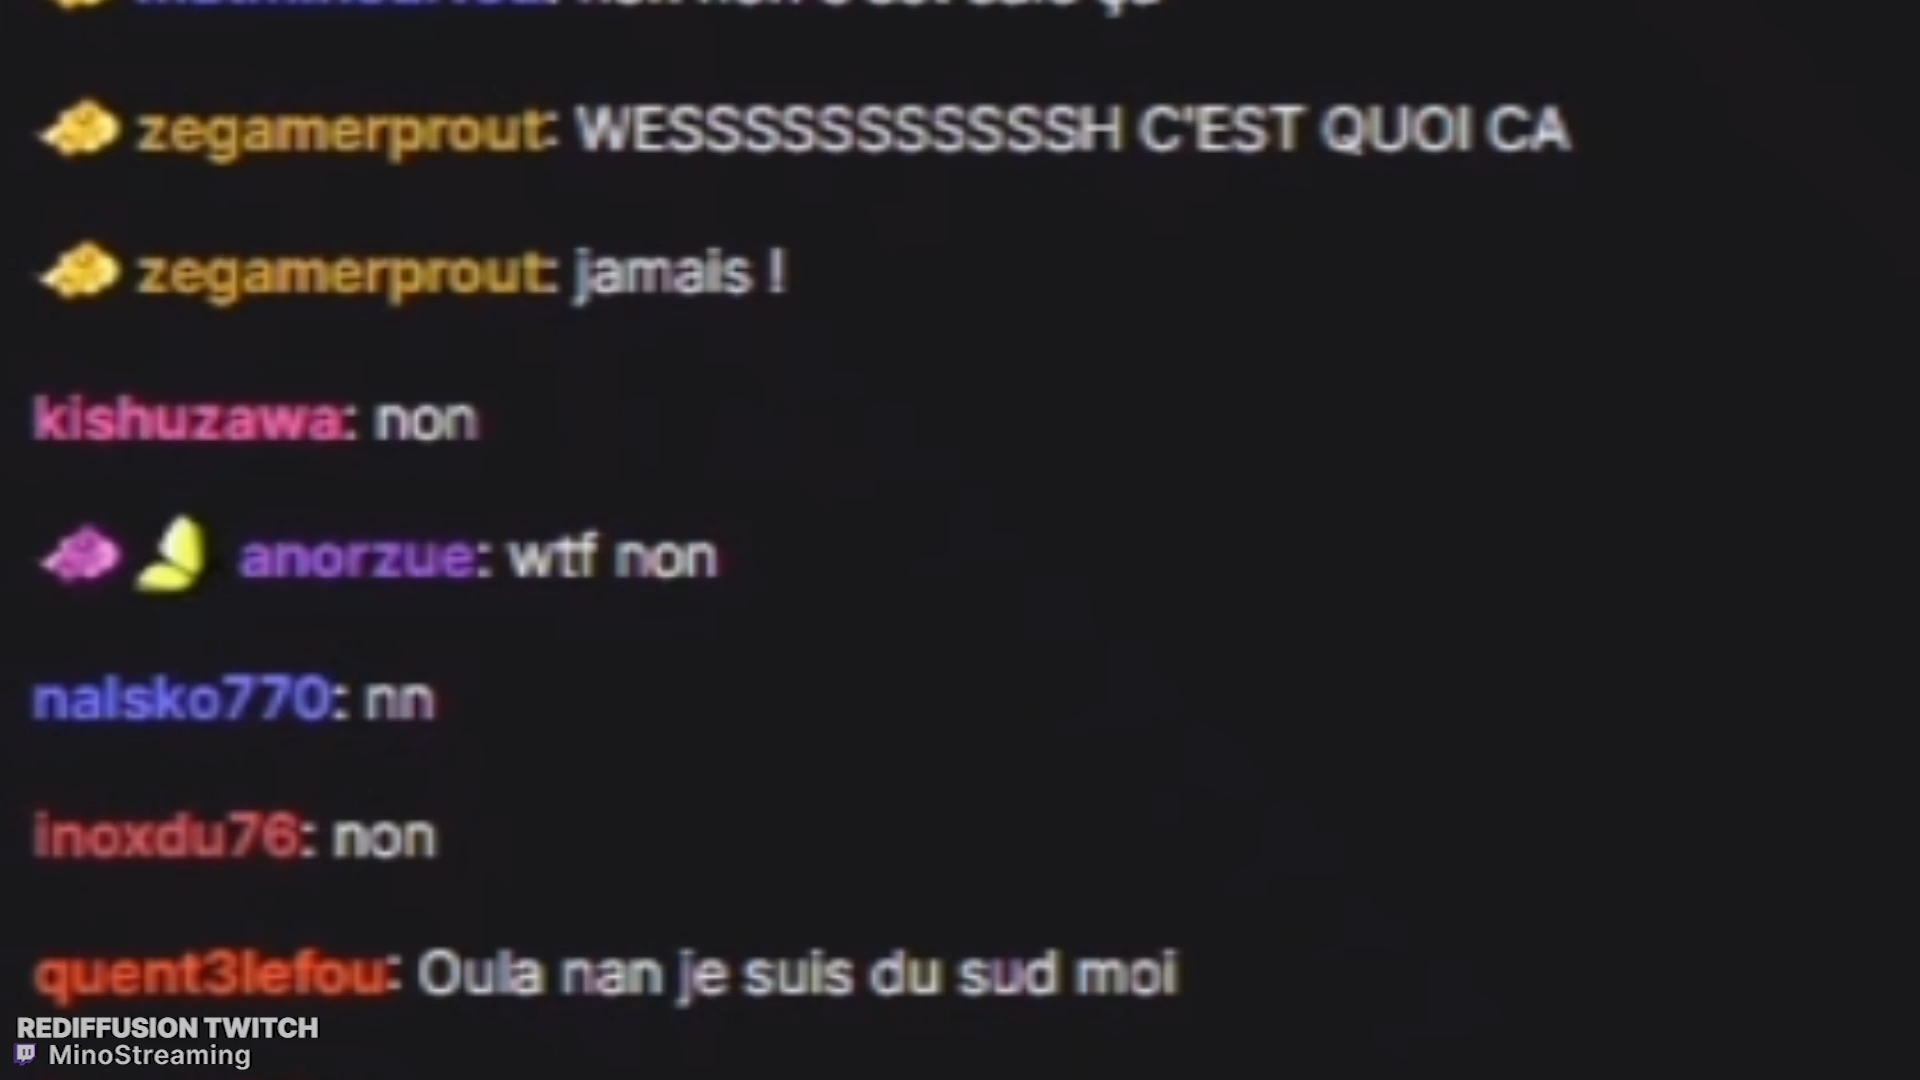 zegamerprout: WESSSSSSSSSSSH C'EST QUOI CA
zegamerprout: jamais !
kishuzawa: non
anorzue: wtf non
nalsko770: nn
inoxdu76: non
quent3lefou: Oula nan je suis du sud moi
REDIFFUSION TWITCH
MinoStreaming